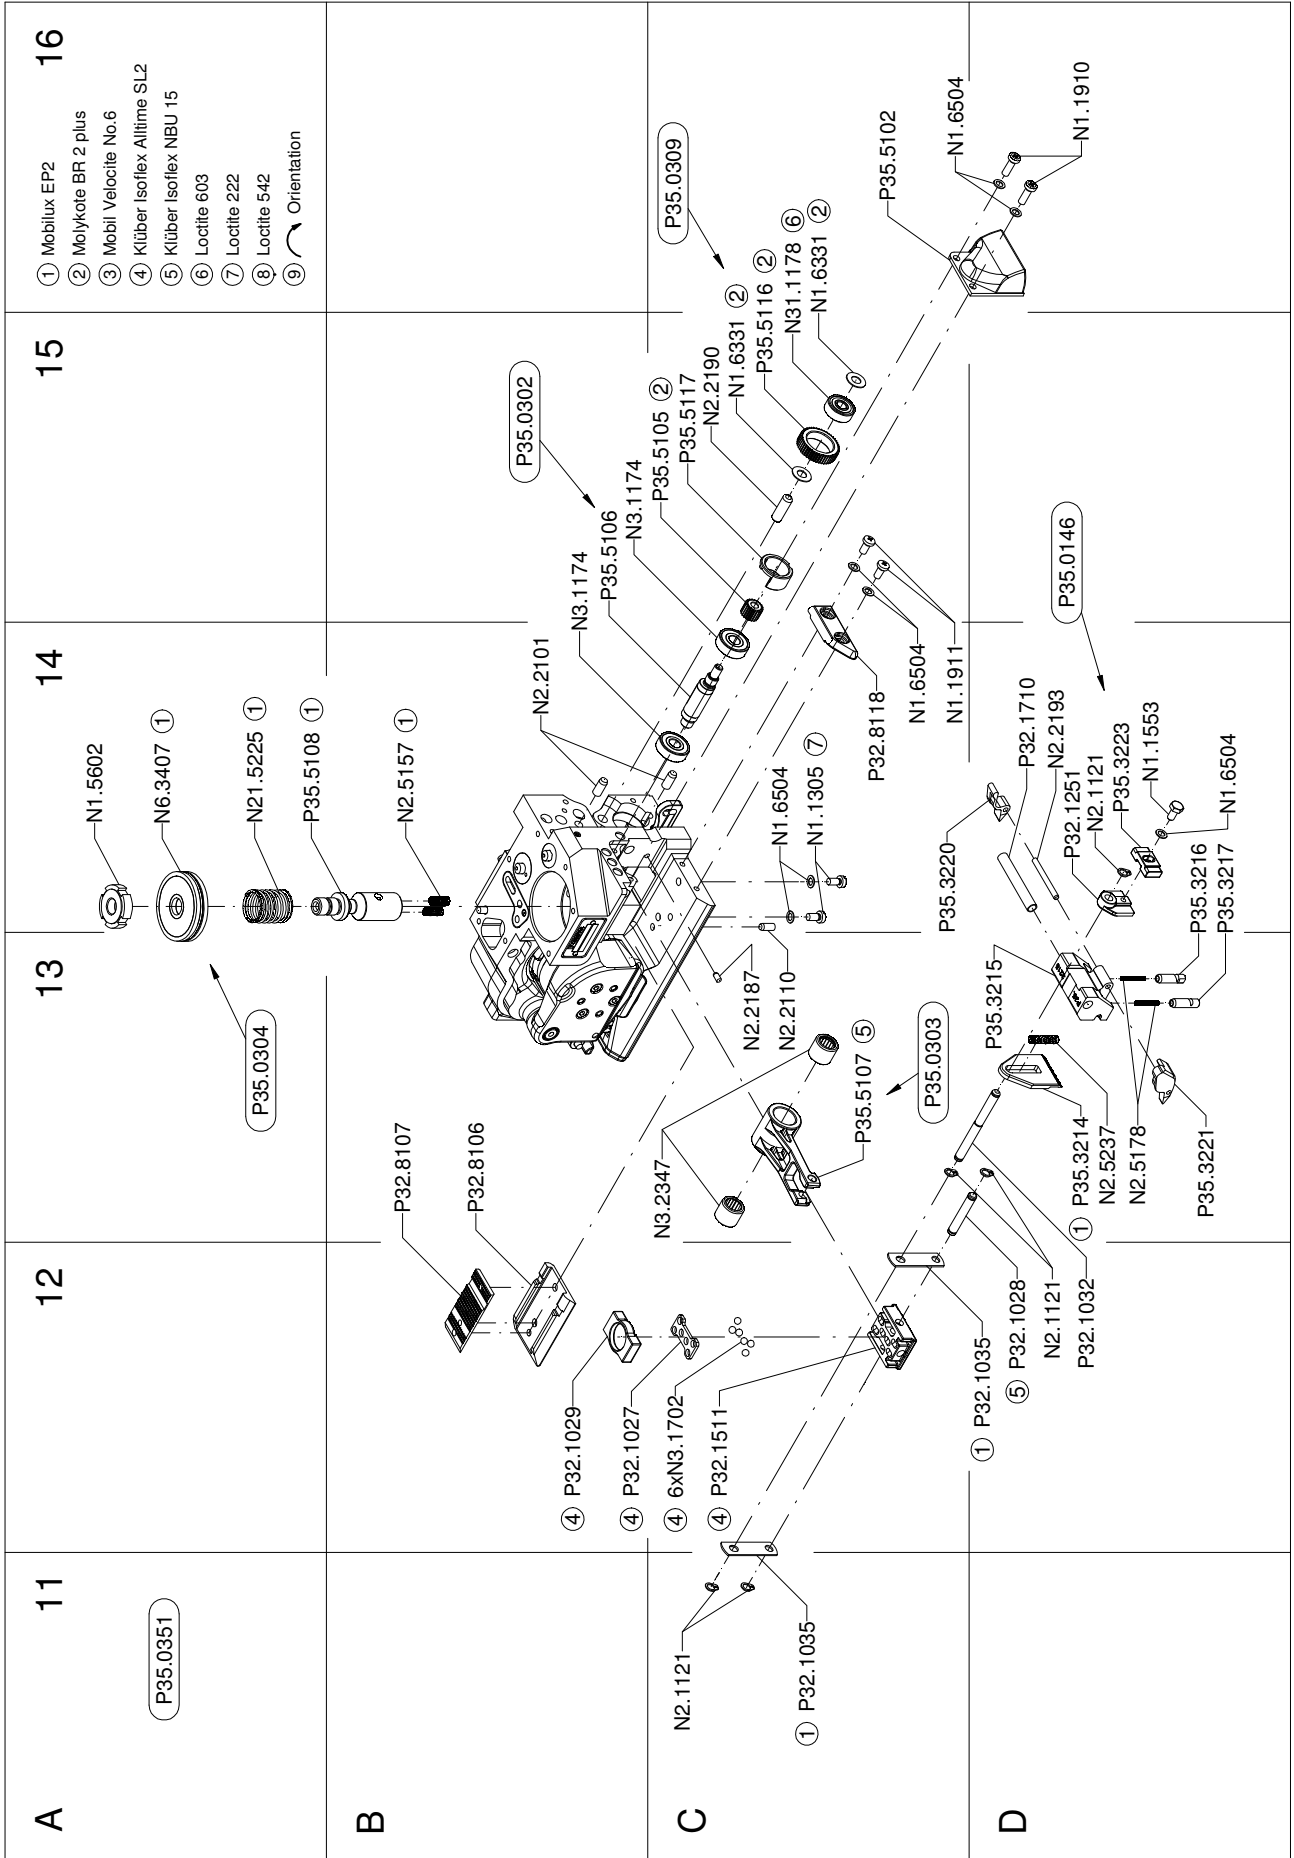 A
B
C
D
11
12
13
14
15
16
① Mobilux EP2
② Molykote BR 2 plus
③ Mobil Velocite No.6
④ Klüber Isoflex Alltime SL2
⑤ Klüber Isoflex NBU 15
⑥ Loctite 603
⑦ Loctite 222
⑧ Loctite 542
⑨ Orientation
P35.0351
P35.0304
N1.5602
N6.3407 ①
N21.5225 ①
P35.5108 ①
N2.5157 ①
P32.8107
P32.8106
④ P32.1029
④ P32.1027
④ 6xN3.1702
④ P32.1511
N2.1121
① P32.1035
N2.2101
N3.1174
P35.5106
N3.1174
P35.0302
P35.5105 ②
P35.5117
N2.2190
N1.6331 ②
P35.5116 ②
N31.1178 ⑥
N1.6331 ②
P35.0309
P35.5102
N1.6504
N1.1910
N3.2347
N2.2187
N2.2110
N1.6504
N1.1305 ⑦
P32.8118
N1.6504
N1.1911
P35.5107 ⑤
P35.0303
① P32.1035
⑤ P32.1028
N2.1121
P32.1032
① P35.3214
N2.5237
N2.5178
P35.3221
P35.3215
P35.3220
P32.1710
N2.2193
P32.1251
N2.1121
P35.3223
N1.1553
N1.6504
P35.3216
P35.3217
P35.0146